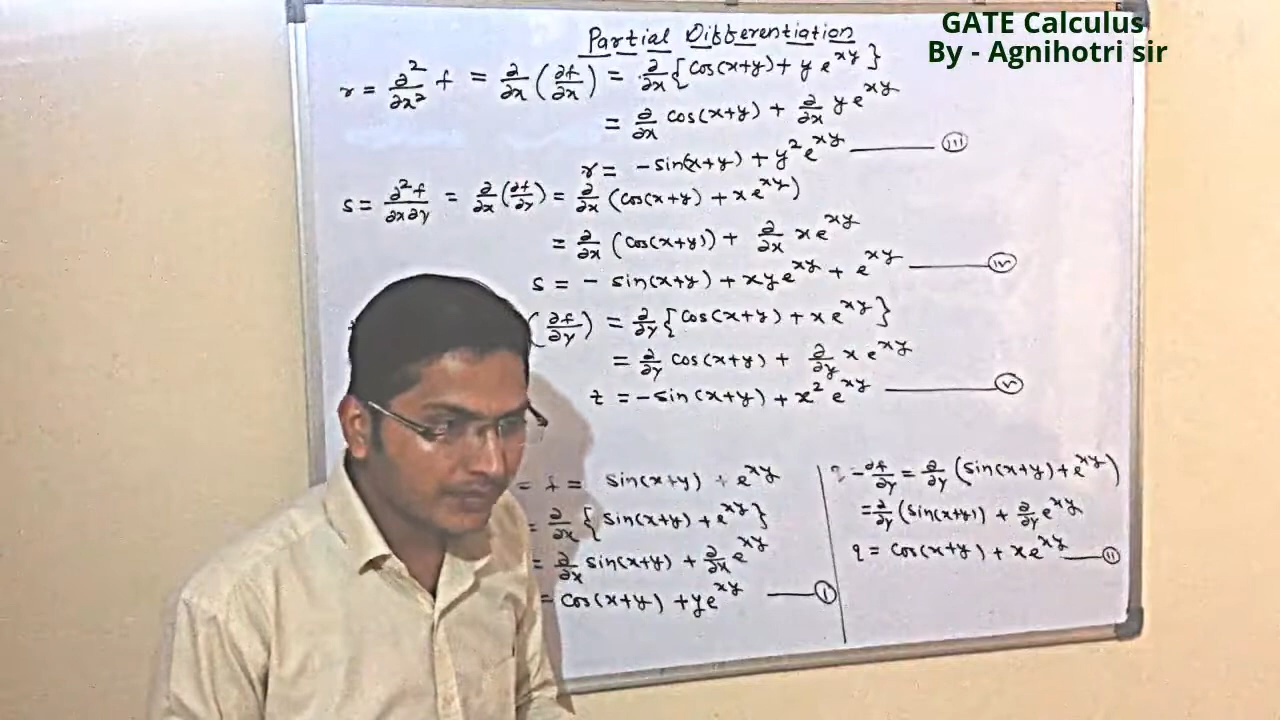 GATE Calculus
By - Agnihotri sir
Partial Differentiation
r = ∂²/∂x² f = ∂/∂x (∂f/∂x) = ∂/∂x {cos(x+y) + y e^xy}
= ∂/∂x cos(x+y) + ∂/∂x y e^xy
r = -sin(x+y) + y² e^xy —— (iii)
s = ∂²f/∂x∂y = ∂/∂x (∂f/∂y) = ∂/∂x (cos(x+y) + x e^xy)
= ∂/∂x (cos(x+y)) + ∂/∂x x e^xy
s = - sin(x+y) + xy e^xy + e^xy —— (iv)
(∂f/∂y) = ∂/∂y {cos(x+y) + x e^xy}
= ∂/∂y cos(x+y) + ∂/∂y x e^xy
t = -sin(x+y) + x² e^xy —— (v)
= f = sin(x+y) + e^xy
= ∂/∂x {sin(x+y) + e^xy}
= ∂/∂x sin(x+y) + ∂/∂x e^xy
= cos(x+y) + y e^xy —— (i)
∂f/∂y = ∂/∂y (sin(x+y) + e^xy)
= ∂/∂y (sin(x+y)) + ∂/∂y e^xy
q = cos(x+y) + x e^xy —— (ii)